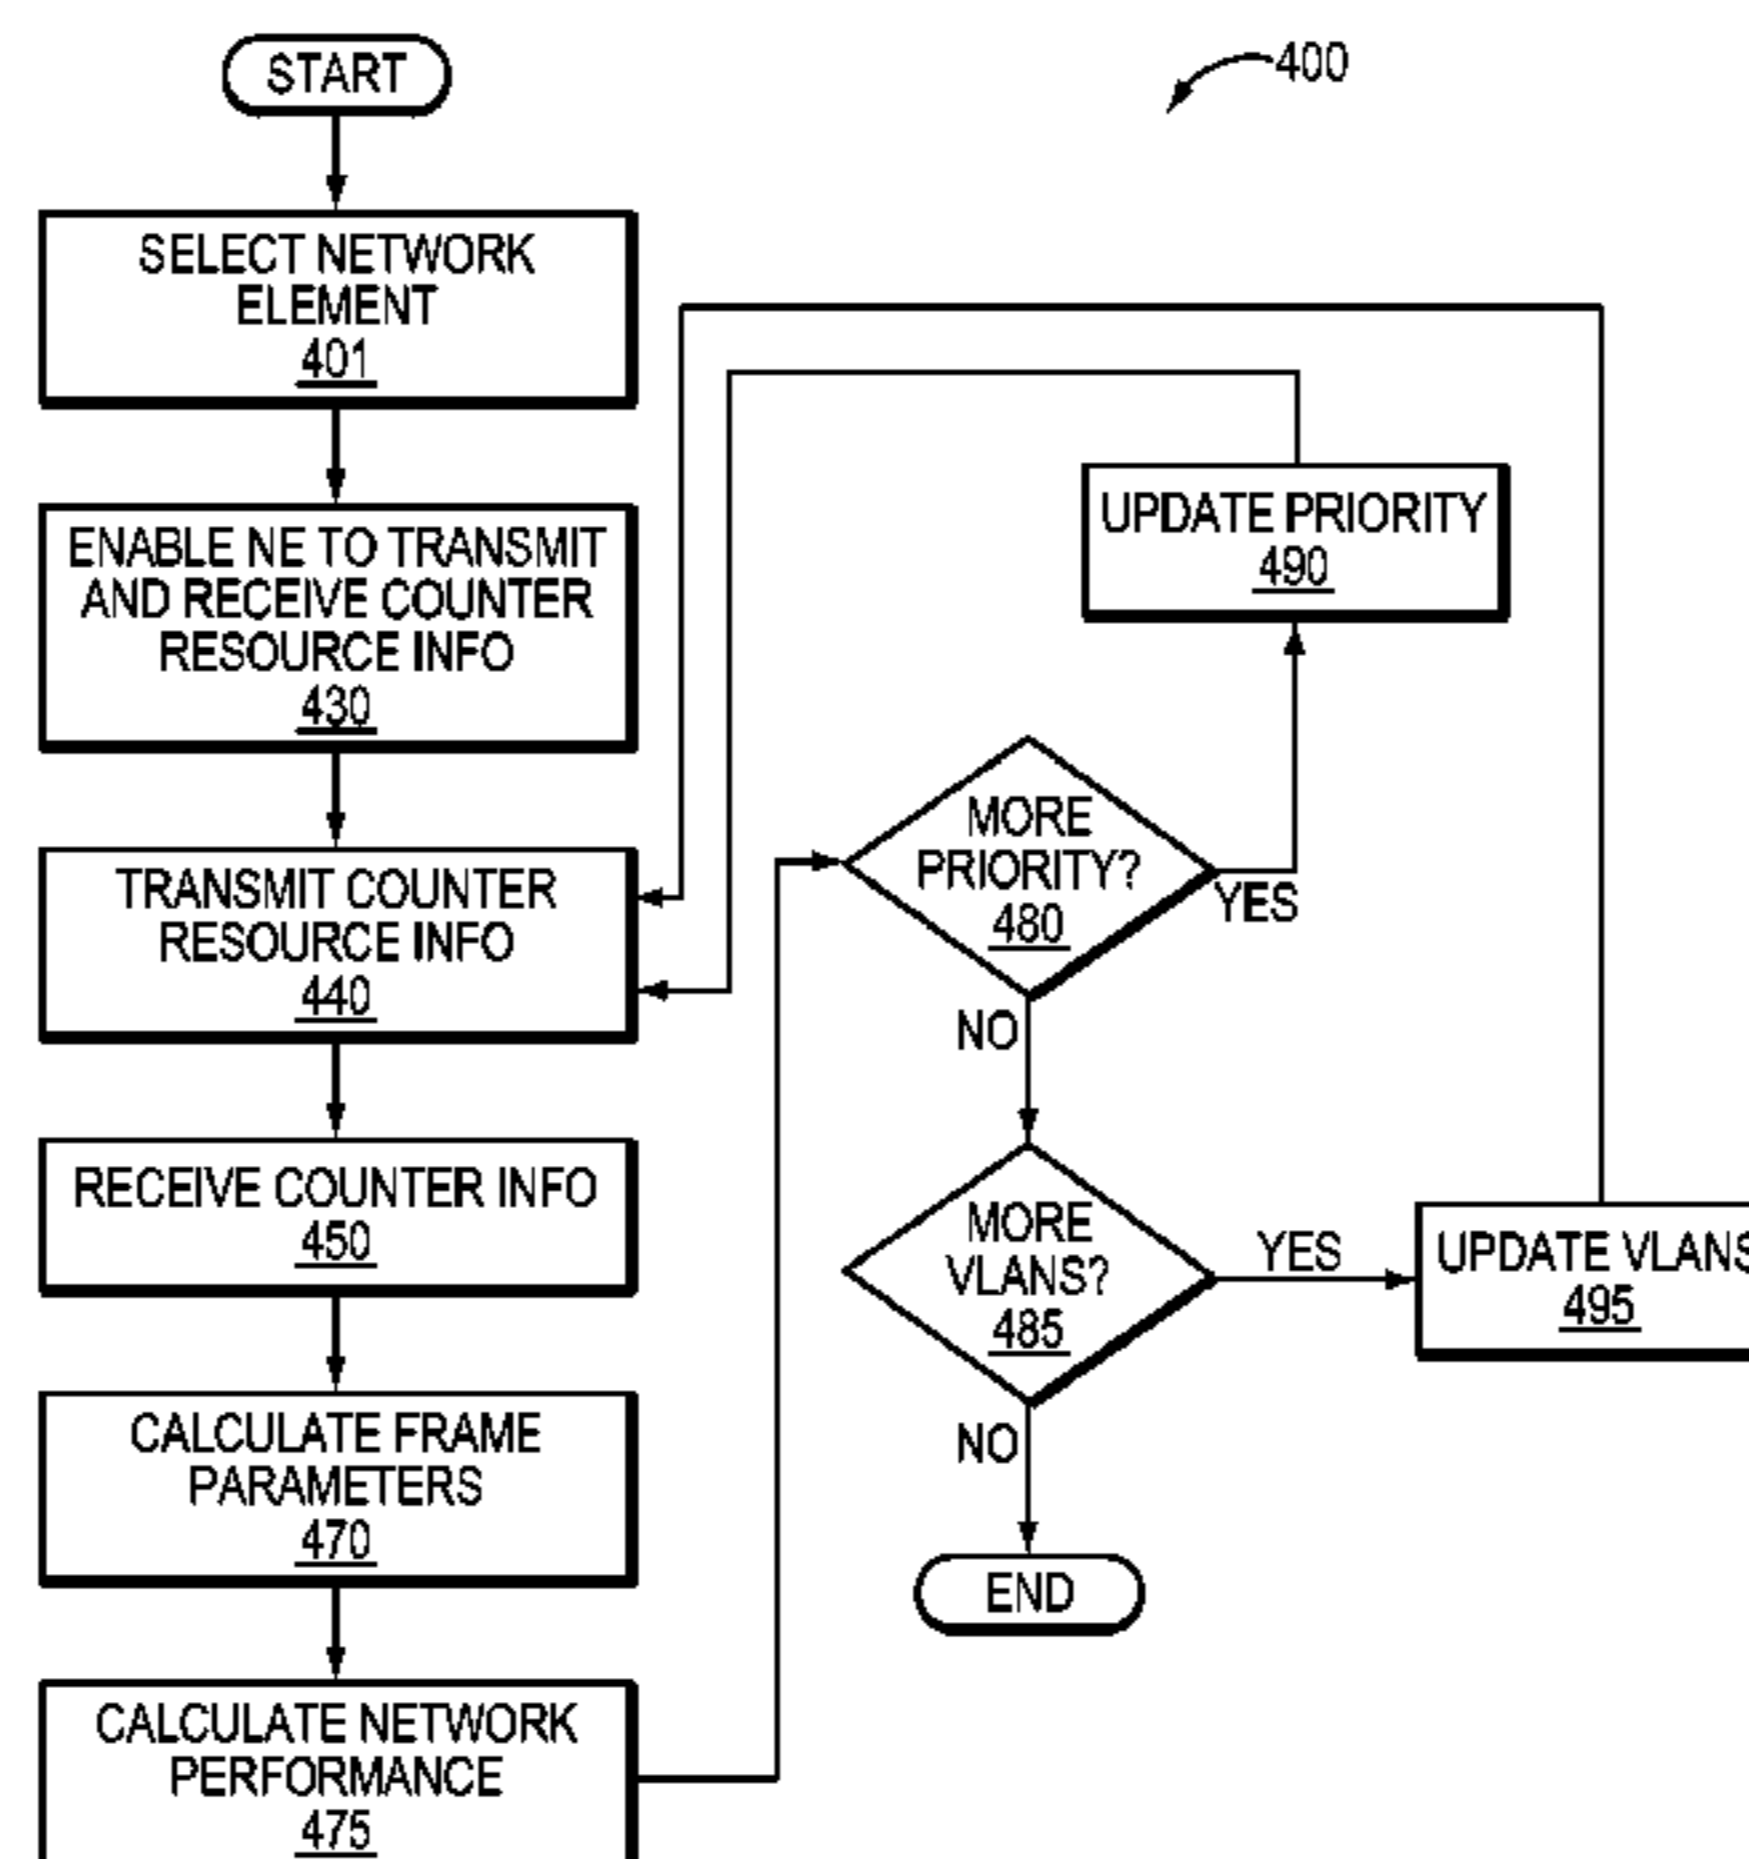 START
400
SELECT NETWORK
ELEMENT
401
ENABLE NE TO TRANSMIT
AND RECEIVE COUNTER
RESOURCE INFO
430
TRANSMIT COUNTER
RESOURCE INFO
440
RECEIVE COUNTER INFO
450
CALCULATE FRAME
PARAMETERS
470
CALCULATE NETWORK
PERFORMANCE
475
UPDATE PRIORITY
490
MORE
PRIORITY?
480
YES
NO
MORE
VLANS?
485
YES
UPDATE VLANS
495
NO
END